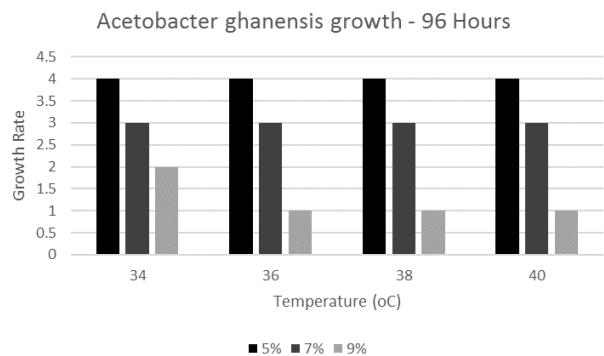 Acetobacter ghanensis growth - 96 Hours
4.5
4
3.5
3
2.5
2
1.5
1
0.5
0
Growth Rate
34 36 38 40
Temperature (oC)
5% 7% 9%